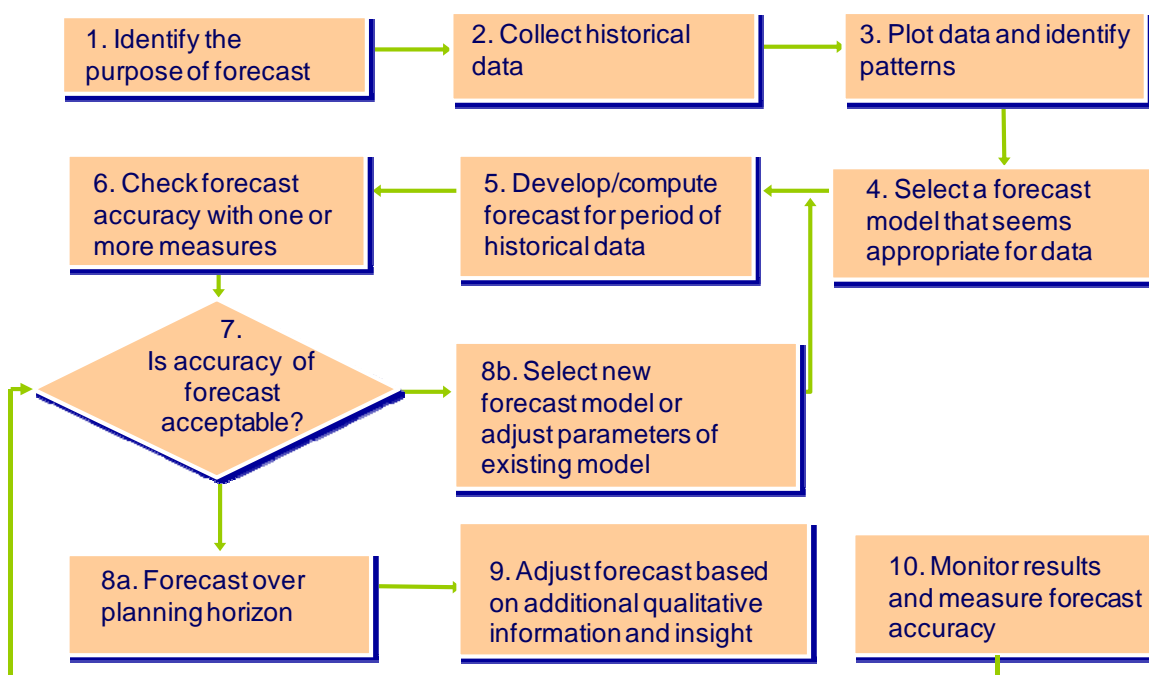 1. Identify the
purpose of forecast
2. Collect historical
data
3. Plot data and identify
patterns
6. Check forecast
accuracy with one or
more measures
5. Develop/compute
forecast for period of
historical data
4. Select a forecast
model that seems
appropriate for data
7.
Is accuracy of
forecast
acceptable?
8b. Select new
forecast model or
adjust parameters of
existing model
8a. Forecast over
planning horizon
9. Adjust forecast based
on additional qualitative
information and insight
10. Monitor results
and measure forecast
accuracy